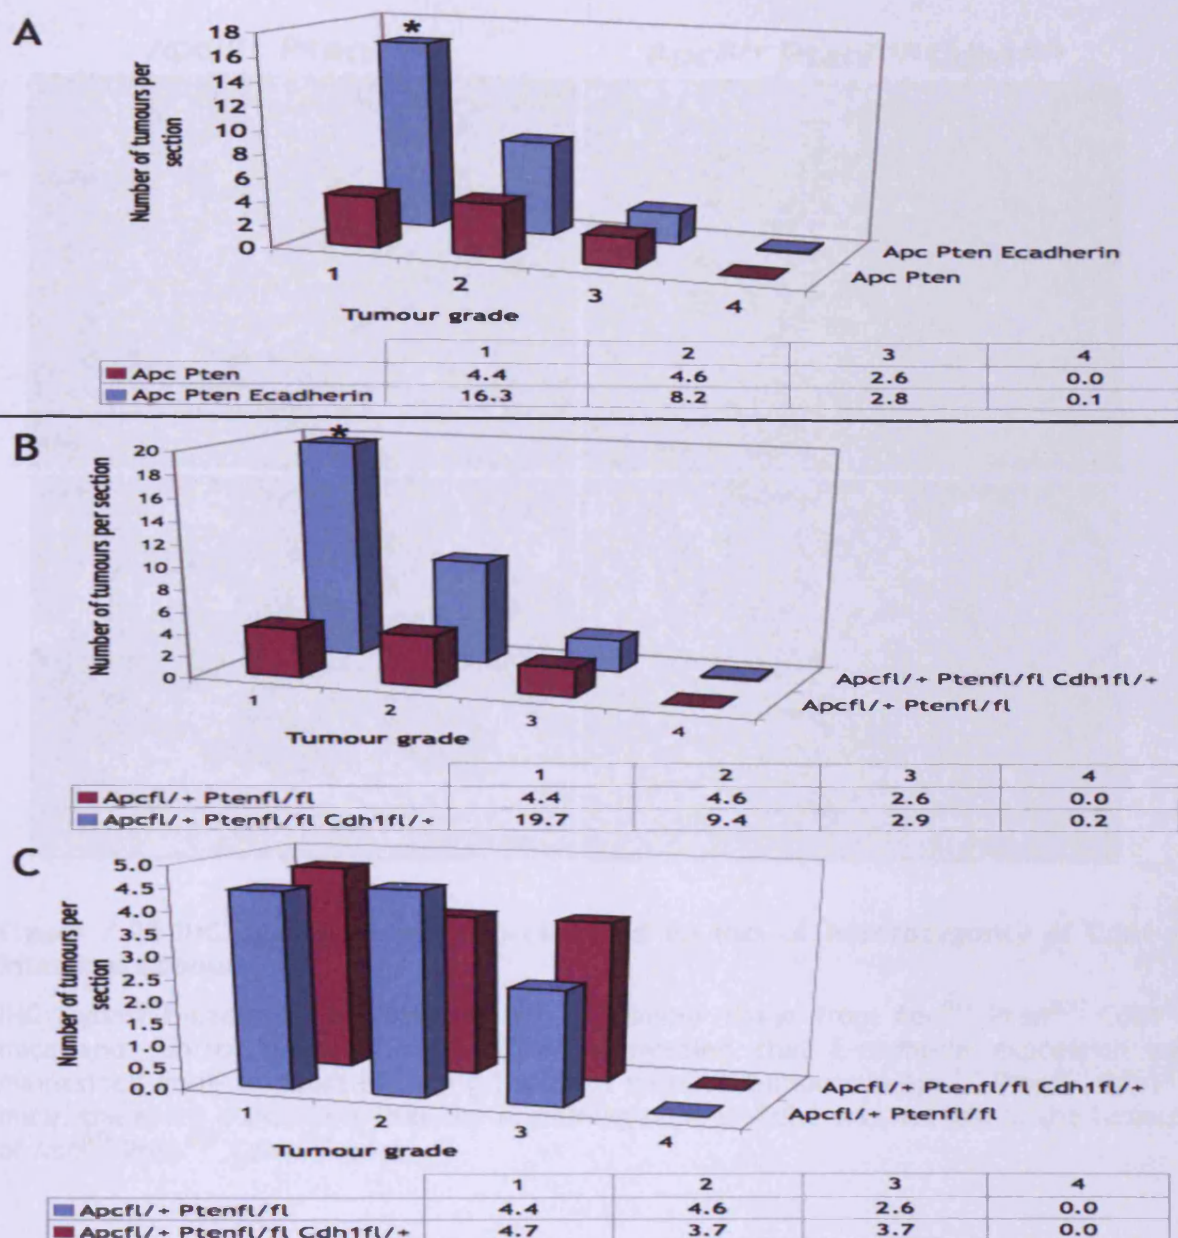 A
Number of tumours per section
18
16
14
12
10
8
6
4
2
0
*
1
2
3
4
Tumour grade
Apc Pten Ecadherin
Apc Pten
1 2 3 4
Apc Pten 4.4 4.6 2.6 0.0
Apc Pten Ecadherin 16.3 8.2 2.8 0.1
B
Number of tumours per section
20
18
16
14
12
10
8
6
4
2
0
*
1
2
3
4
Tumour grade
Apcfl/+ Ptenfl/fl Cdh1fl/+
Apcfl/+ Ptenfl/fl
1 2 3 4
Apcfl/+ Ptenfl/fl 4.4 4.6 2.6 0.0
Apcfl/+ Ptenfl/fl Cdh1fl/+ 19.7 9.4 2.9 0.2
C
Number of tumours per section
5.0
4.5
4.0
3.5
3.0
2.5
2.0
1.5
1.0
0.5
0.0
1
2
3
4
Tumour grade
Apcfl/+ Ptenfl/fl Cdh1fl/+
Apcfl/+ Ptenfl/fl
1 2 3 4
Apcfl/+ Ptenfl/fl 4.4 4.6 2.6 0.0
Apcfl/+ Ptenfl/fl Cdh1fl/+ 4.7 3.7 3.7 0.0